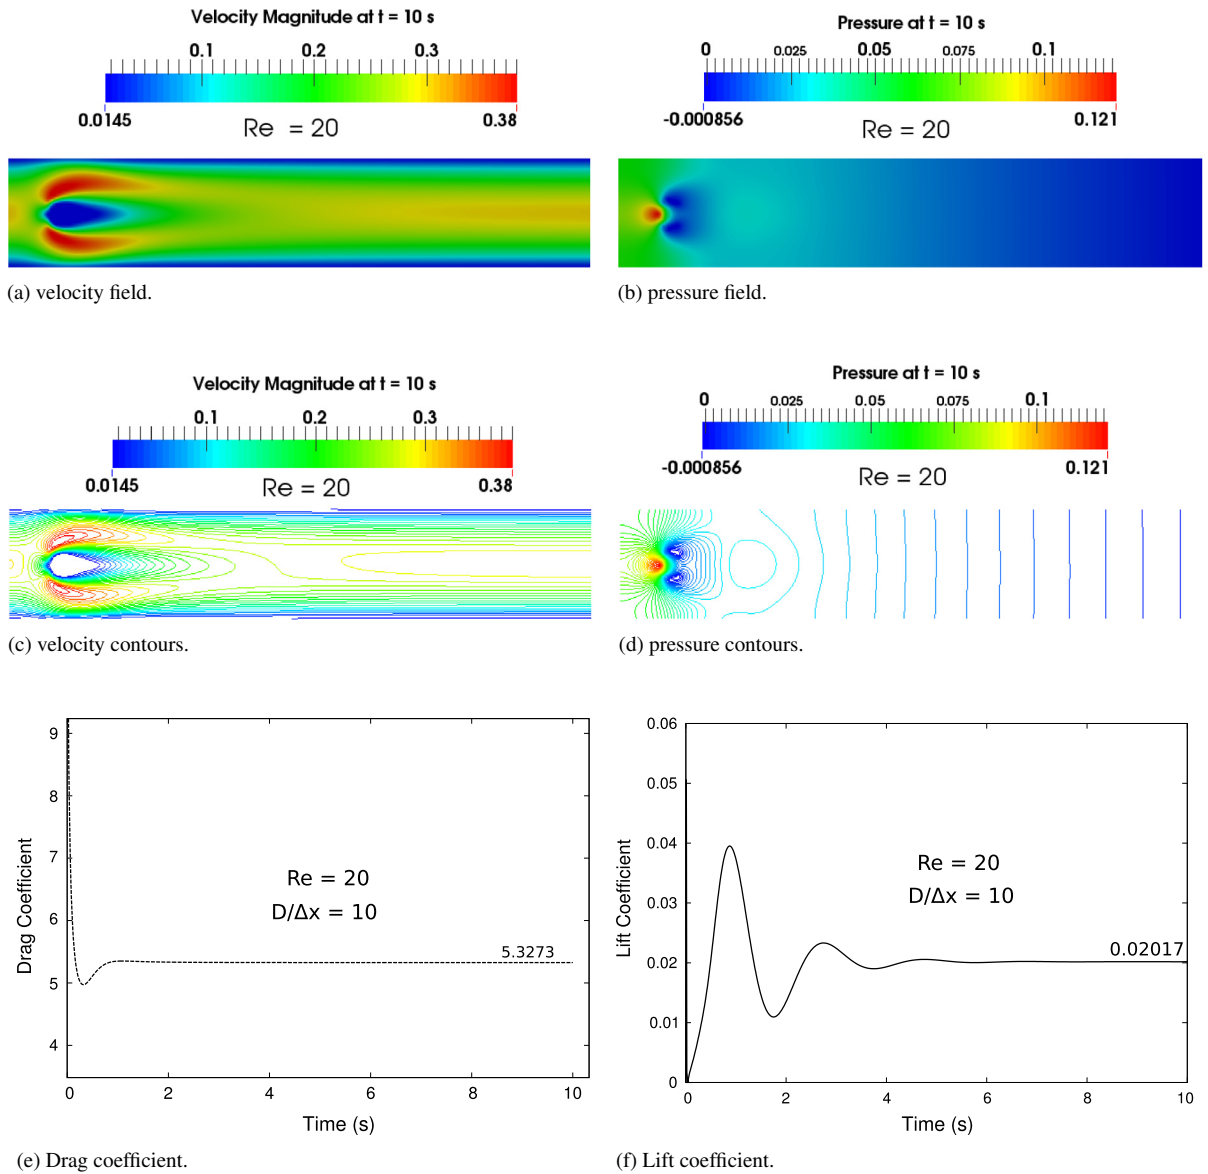 Velocity Magnitude at t = 10 s
0.1 0.2 0.3
0.0145 0.38
Re = 20
(a) velocity field.
Pressure at t = 10 s
0 0.025 0.05 0.075 0.1
-0.000856 0.121
Re = 20
(b) pressure field.
Velocity Magnitude at t = 10 s
0.1 0.2 0.3
0.0145 0.38
Re = 20
(c) velocity contours.
Pressure at t = 10 s
0 0.025 0.05 0.075 0.1
-0.000856 0.121
Re = 20
(d) pressure contours.
9
8
7
6
5
4
Drag Coefficient
Re = 20
D/Δx = 10
5.3273
0 2 4 6 8 10
Time (s)
(e) Drag coefficient.
0.06
0.05
0.04
0.03
0.02
0.01
0
Lift Coefficient
Re = 20
D/Δx = 10
0.02017
0 2 4 6 8 10
Time (s)
(f) Lift coefficient.